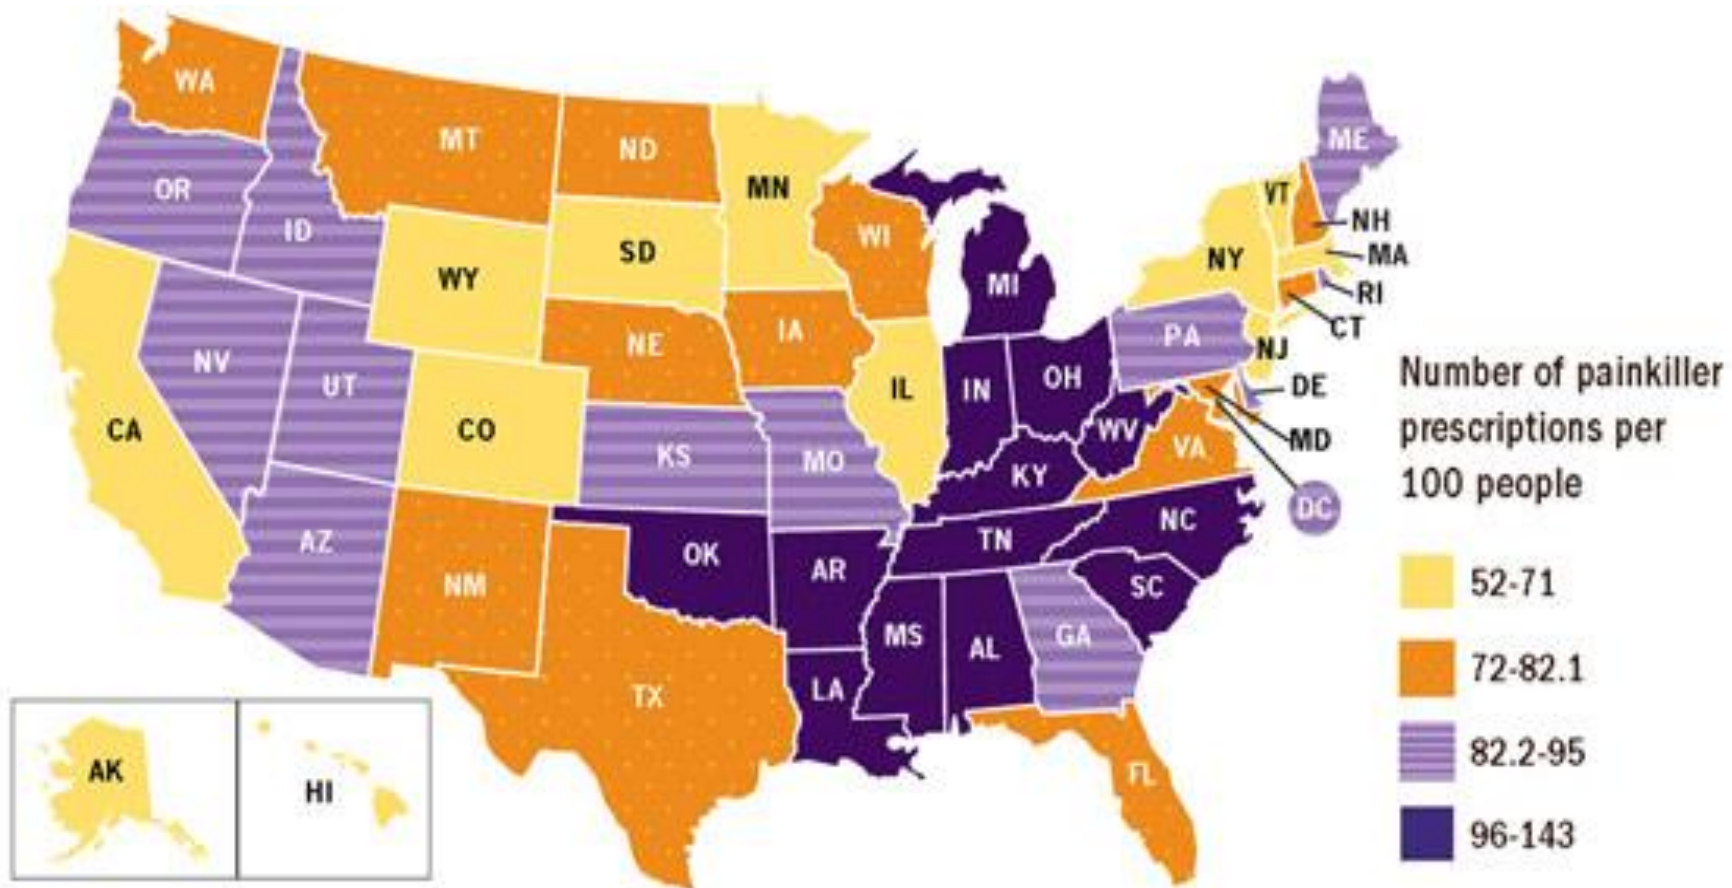 WA
MT
ND
MN
ME
OR
ID
WY
SD
WI
VT
NH
NY
MA
MI
RI
CT
NV
UT
CO
NE
IA
IL
IN
OH
PA
NJ
DE
MD
CA
KS
MO
KY
WV
VA
DC
AZ
NM
OK
AR
TN
NC
SC
TX
LA
MS
AL
GA
FL
AK
HI
Number of painkiller
prescriptions per
100 people
52-71
72-82.1
82.2-95
96-143